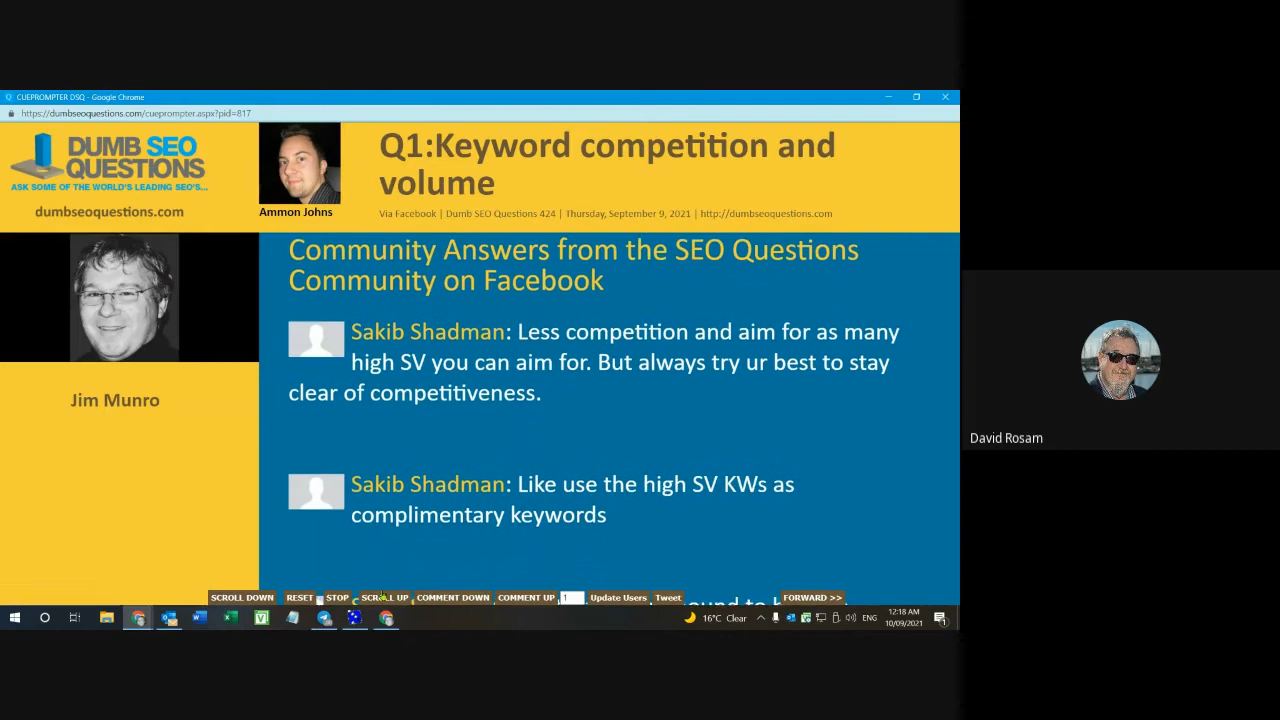 CUEPROMPTER DSQ - Google Chrome
https://dumbseoquestions.com/cueprompter.aspx?pid=817
DUMB SEO
QUESTIONS
ASK SOME OF THE WORLD'S LEADING SEO'S...
dumbseoquestions.com
Ammon Johns
Q1:Keyword competition and
volume
Via Facebook | Dumb SEO Questions 424 | Thursday, September 9, 2021 | http://dumbseoquestions.com
Jim Munro
Community Answers from the SEO Questions
Community on Facebook
Sakib Shadman: Less competition and aim for as many
high SV you can aim for. But always try ur best to stay
clear of competitiveness.
Sakib Shadman: Like use the high SV KWs as
complimentary keywords
SCROLL DOWN RESET STOP SCROLL UP COMMENT DOWN COMMENT UP 1 Update Users Tweet FORWARD >>
16°C Clear ENG 12:18 AM
10/09/2021
David Rosam